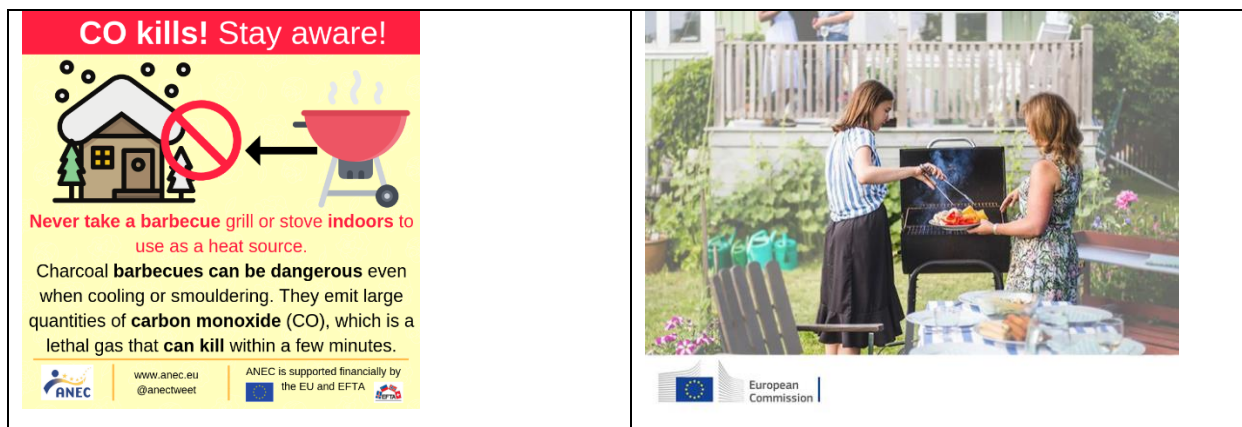 CO kills! Stay aware!
Never take a barbecue grill or stove indoors to
use as a heat source.
Charcoal barbecues can be dangerous even
when cooling or smouldering. They emit large
quantities of carbon monoxide (CO), which is a
lethal gas that can kill within a few minutes.
ANEC
www.anec.eu
@anectweet
ANEC is supported financially by
the EU and EFTA
EFTA
European
Commission